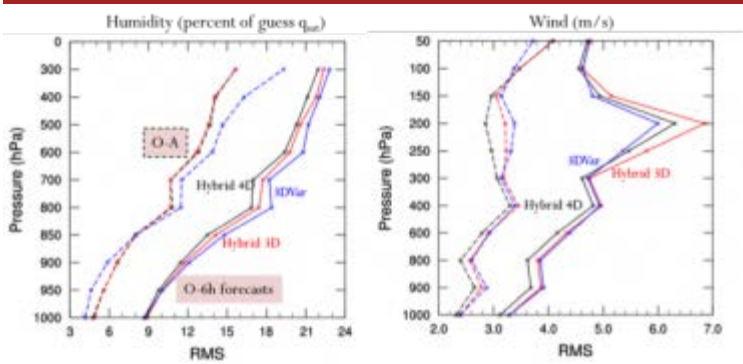 Humidity (percent of guess qsat)
0
300
400
500
600
700
800
850
900
950
1000
3 6 9 12 15 18 21 24
Pressure (hPa)
RMS
O-A
Hybrid 4D
3DVar
Hybrid 3D
O-6h forecasts
Wind (m/s)
50
100
150
200
250
300
400
600
800
900
1000
2.0 3.0 4.0 5.0 6.0 7.0
Pressure (hPa)
RMS
3DVar
Hybrid 3D
Hybrid 4D